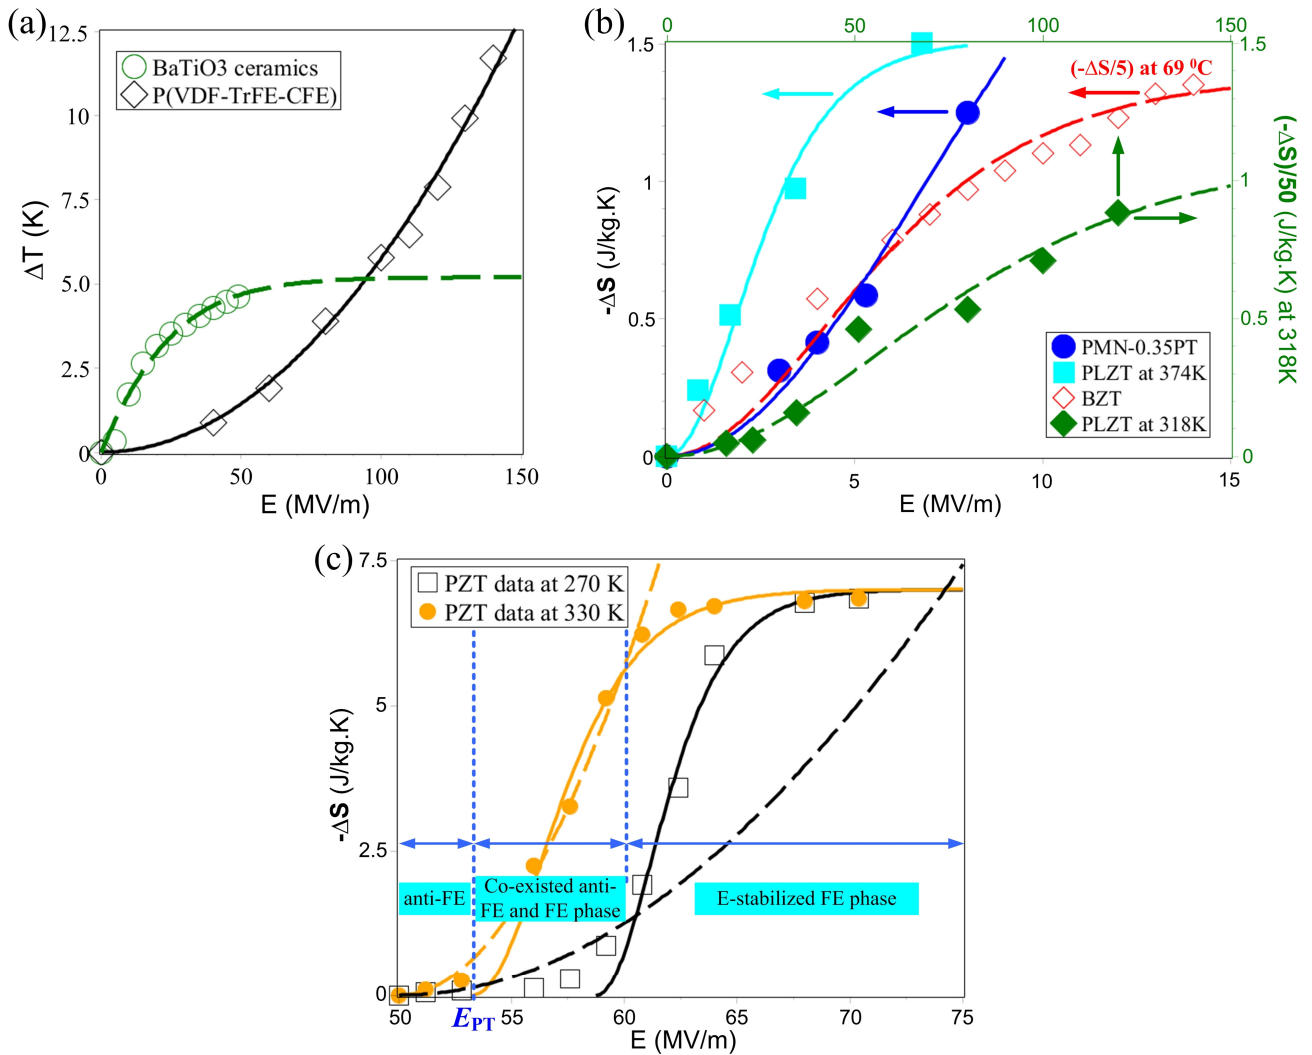 (a)
12.5
10
7.5
5.0
2.5
0
ΔT (K)
BaTiO3 ceramics
P(VDF-TrFE-CFE)
0 50 100 150
E (MV/m)
(b)
0 50 100 150
1.5
1
0.5
0
-ΔS (J/kg.K)
(-ΔS/5) at 69 ⁰C
1.5
1
0.5
0
(-ΔS)/50 (J/kg.K) at 318K
PMN-0.35PT
PLZT at 374K
BZT
PLZT at 318K
0 5 10 15
E (MV/m)
(c)
7.5
5
2.5
0
-ΔS (J/kg.K)
PZT data at 270 K
PZT data at 330 K
anti-FE
Co-existed anti-
FE and FE phase
E-stabilized FE phase
50 55 60 65 70 75
EPT
E (MV/m)